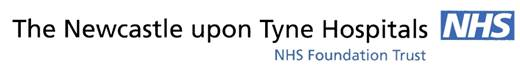 The Newcastle upon Tyne Hospitals NHS
NHS Foundation Trust